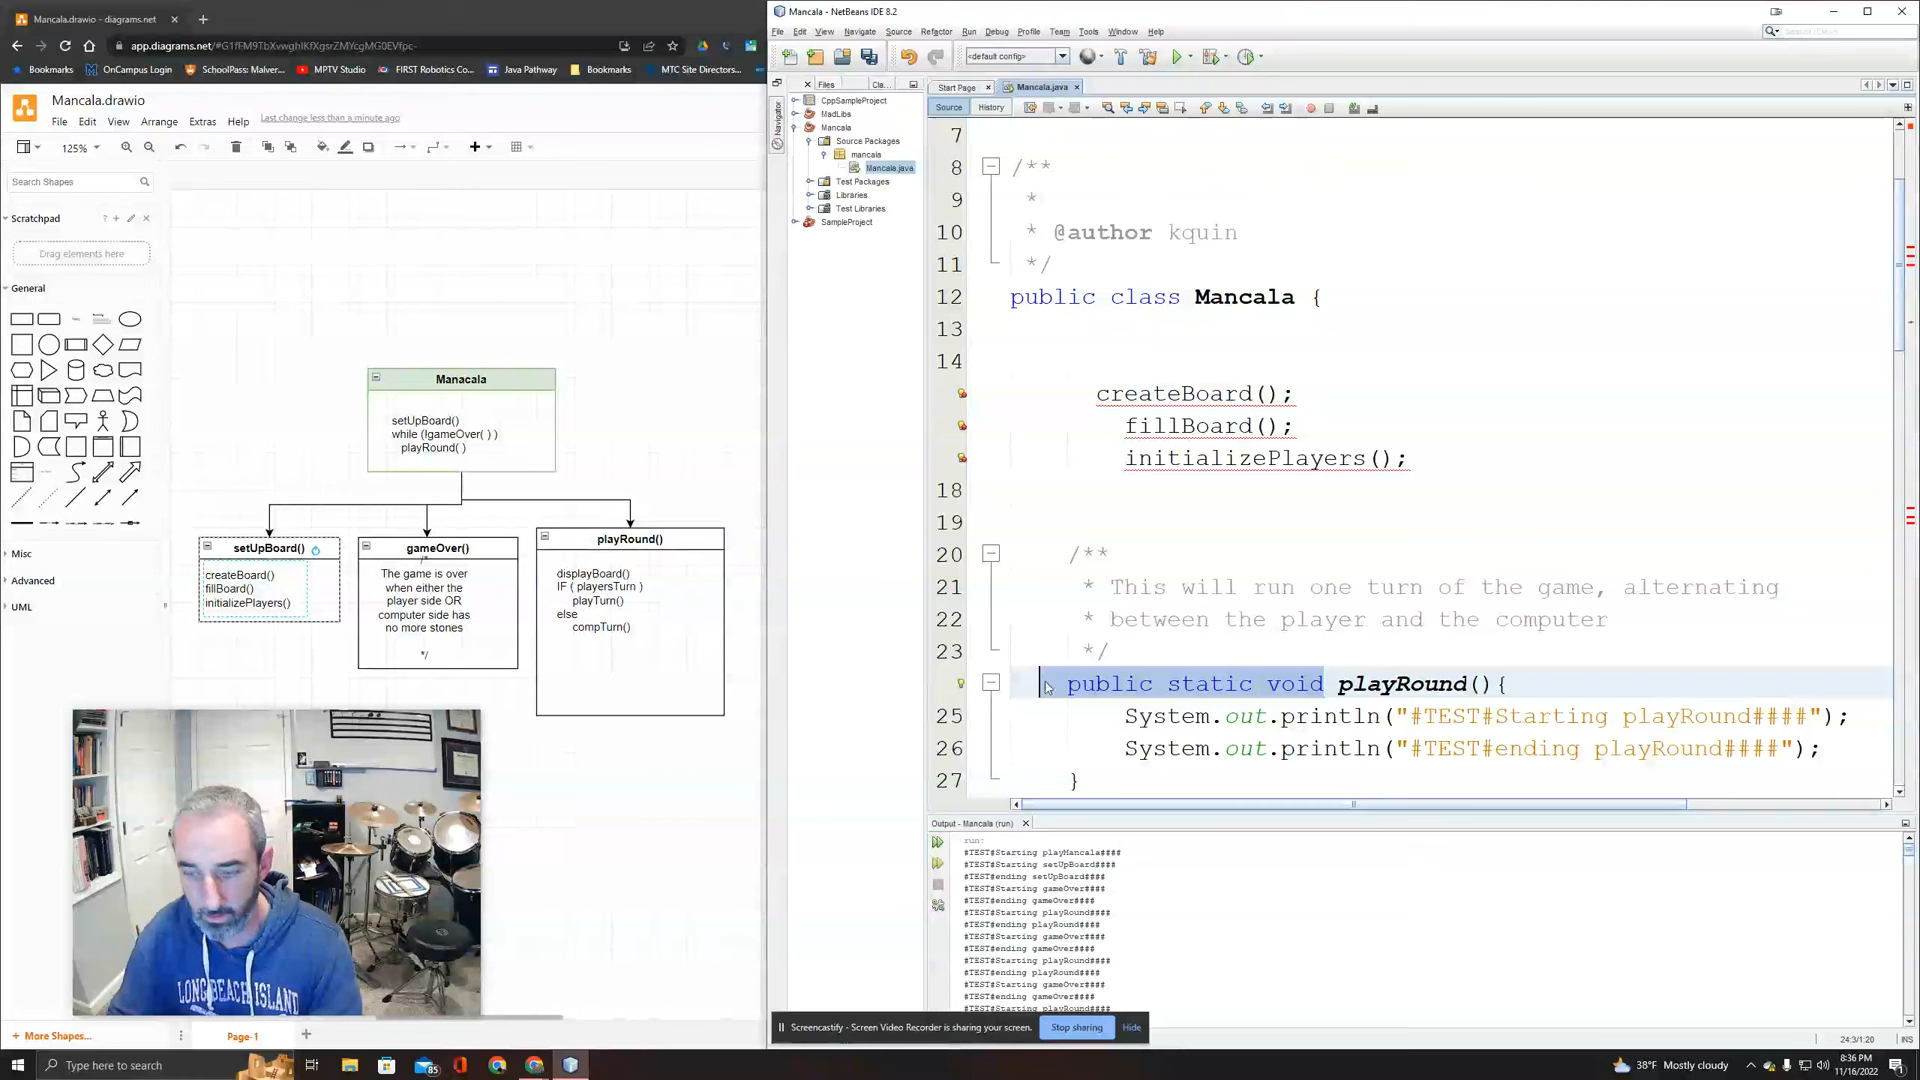 Mancala.drawio - diagrams.net
app.diagrams.net/
Bookmarks
OnCampus Login
SchoolPass: Malver...
MPTV Studio
FIRST Robotics Co...
Java Pathway
Bookmarks
MTC Site Directors...
Mancala.drawio
File Edit View Arrange Extras Help Last change less than a minute ago
125%
Search Shapes
Scratchpad
Drag elements here
General
Misc
Advanced
UML
+ More Shapes...
Page-1
Manacala
setUpBoard()
while (!gameOver( ) )
playRound( )
setUpBoard()
createBoard()
fillBoard()
initializePlayers()
gameOver()
/*
The game is over
when either the
player side OR
computer side has
no more stones
*/
playRound()
displayBoard()
IF ( playersTurn )
playTurn()
else
compTurn()
LONG BEACH ISLAND
Mancala - NetBeans IDE 8.2
File Edit View Navigate Source Refactor Run Debug Profile Team Tools Window Help
<default config>
Files
Cla...
Navigator
CppSampleProject
MadLibs
Mancala
Source Packages
mancala
Mancala.java
Test Packages
Libraries
Test Libraries
SampleProject
Start Page
Mancala.java
Source History
7
8 /**
9 *
10 * @author kquin
11 */
12 public class Mancala {
13
14
createBoard();
fillBoard();
initializePlayers();
18
19
20 /**
21 * This will run one turn of the game, alternating
22 * between the player and the computer
23 */
public static void playRound(){
25 System.out.println("#TEST#Starting playRound####");
26 System.out.println("#TEST#ending playRound####");
27 }
Output - Mancala (run)
run:
#TEST#Starting playMancala####
#TEST#Starting setUpBoard####
#TEST#ending setUpBoard####
#TEST#Starting gameOver####
#TEST#ending gameOver####
#TEST#Starting playRound####
#TEST#ending playRound####
#TEST#Starting gameOver####
#TEST#ending gameOver####
#TEST#Starting playRound####
#TEST#ending playRound####
#TEST#Starting gameOver####
#TEST#ending gameOver####
#TEST#Starting playRound####
Screencastify - Screen Video Recorder is sharing your screen.
Stop sharing
Hide
24:3/1:20 INS
Type here to search
85
38°F Mostly cloudy
8:36 PM
11/16/2022